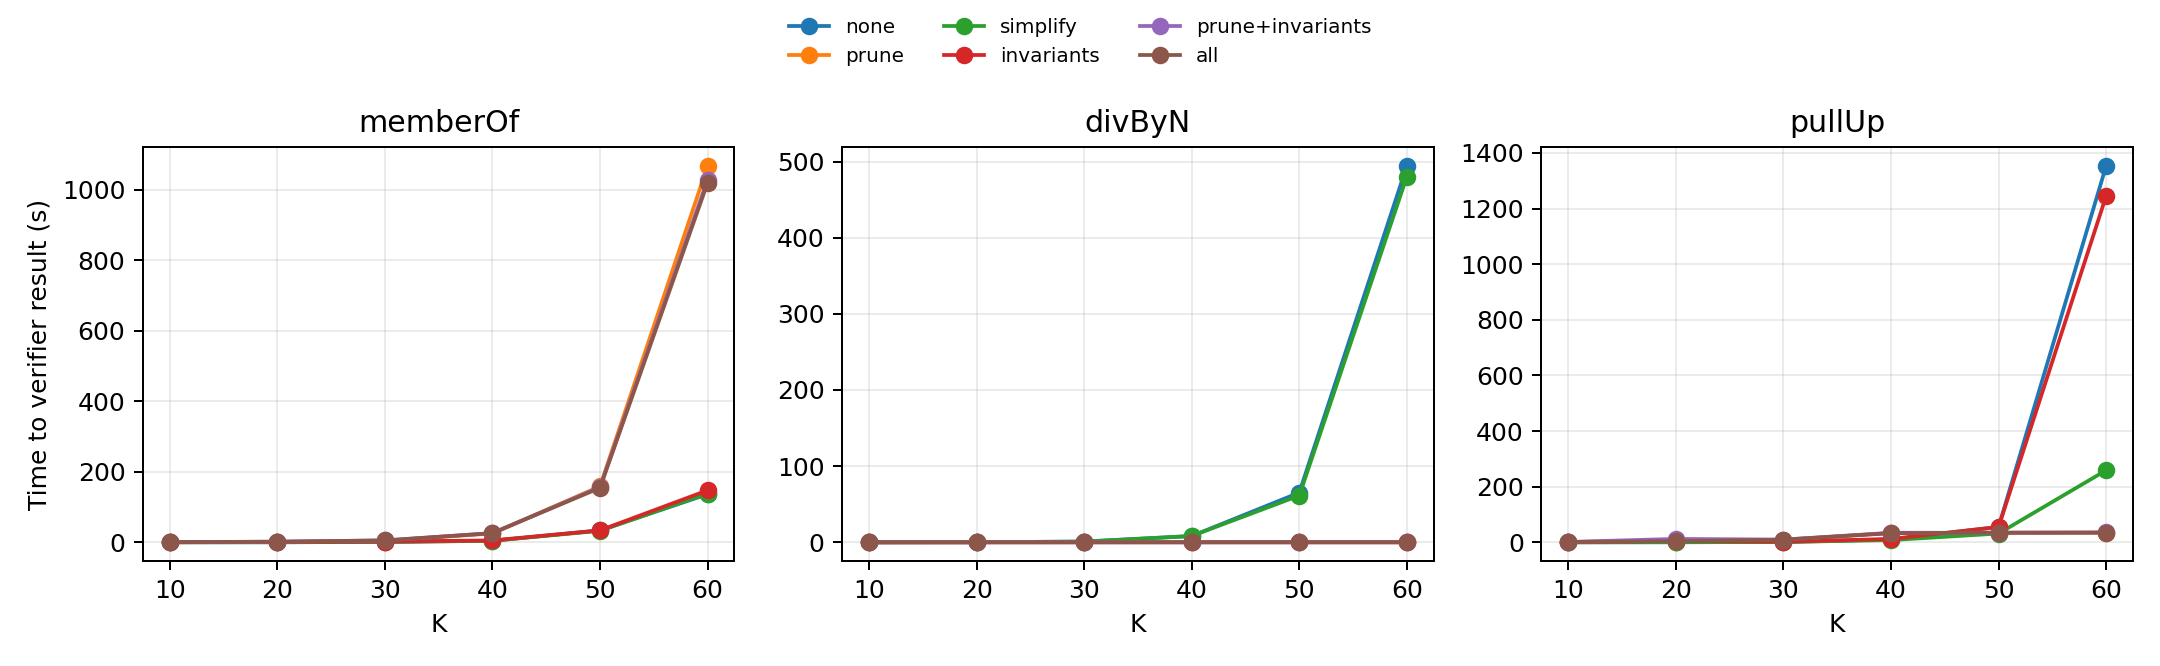 none simplify prune+invariants
prune invariants all
memberOf divByN pullUp
Time to verifier result (s)
1000
800
600
400
200
0
10 20 30 40 50 60
K
500
400
300
200
100
0
10 20 30 40 50 60
K
1400
1200
1000
800
600
400
200
0
10 20 30 40 50 60
K